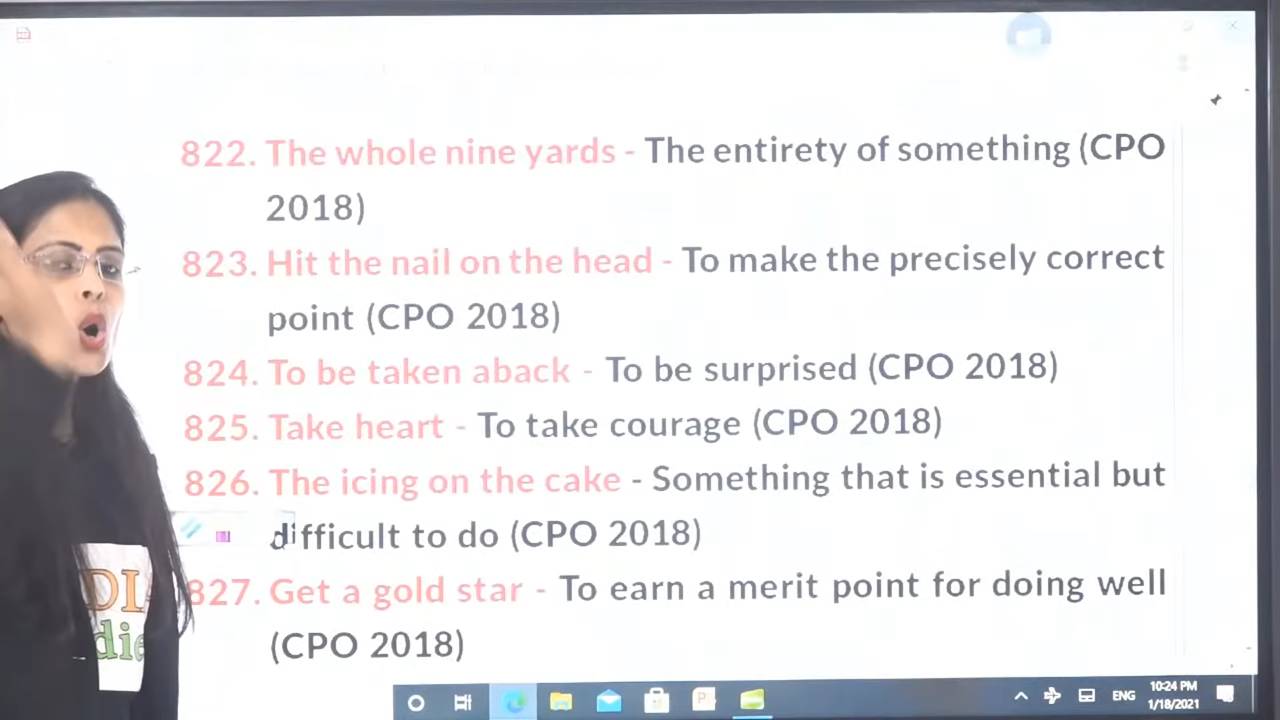 822. The whole nine yards - The entirety of something (CPO
2018)
823. Hit the nail on the head - To make the precisely correct
point (CPO 2018)
824. To be taken aback - To be surprised (CPO 2018)
825. Take heart - To take courage (CPO 2018)
826. The icing on the cake - Something that is essential but
difficult to do (CPO 2018)
827. Get a gold star - To earn a merit point for doing well
(CPO 2018)
DI
die
ENG
10:24 PM
1/18/2021